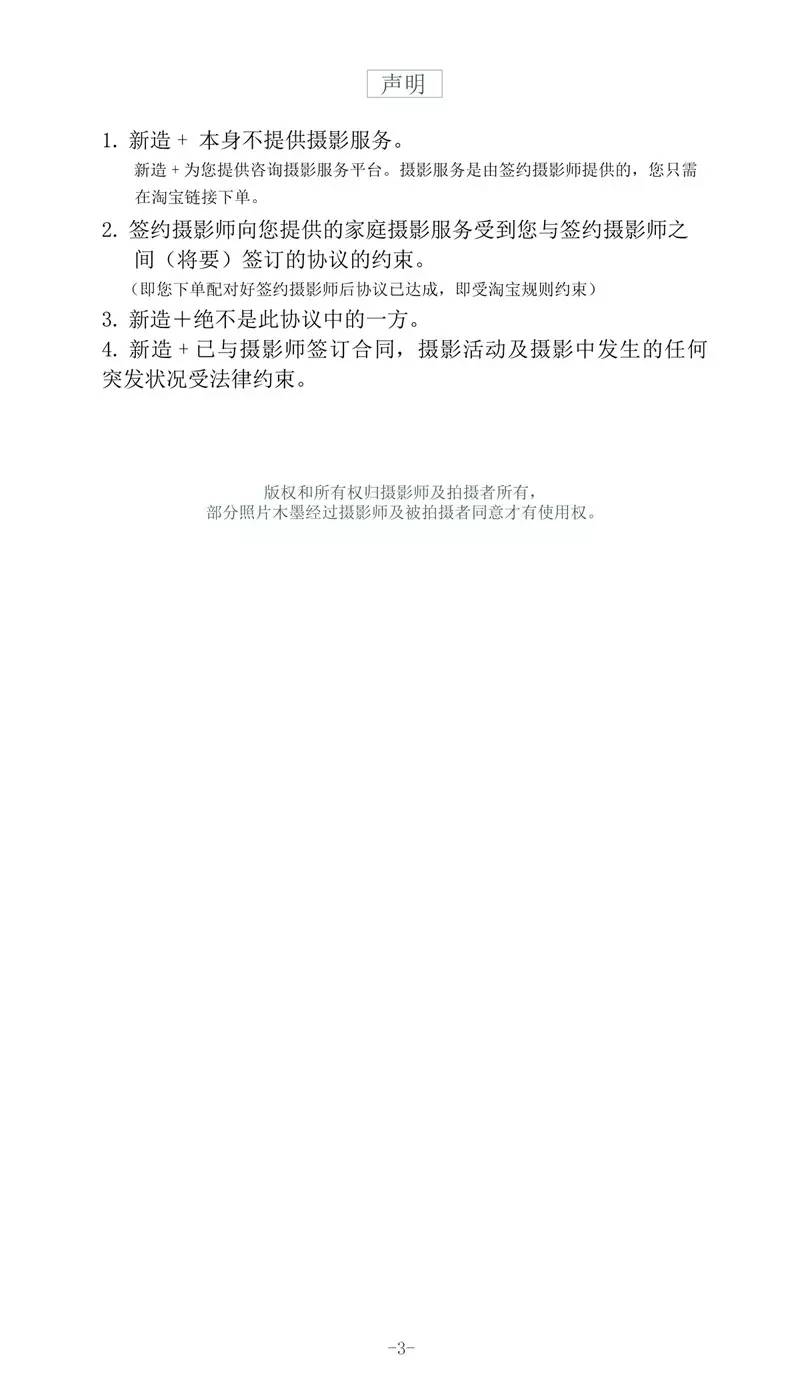 声明
1. 新造 + 本身不提供摄影服务。
新造 + 为您提供咨询摄影服务平台。摄影服务是由签约摄影师提供的，您只需
在淘宝链接下单。
2. 签约摄影师向您提供的家庭摄影服务受到您与签约摄影师之
间（将要）签订的协议的约束。
（即您下单配对好签约摄影师后协议已达成，即受淘宝规则约束）
3. 新造＋绝不是此协议中的一方。
4. 新造 + 已与摄影师签订合同，摄影活动及摄影中发生的任何
突发状况受法律约束。
版权和所有权归摄影师及拍摄者所有，
部分照片木墨经过摄影师及被拍摄者同意才有使用权。
-3-